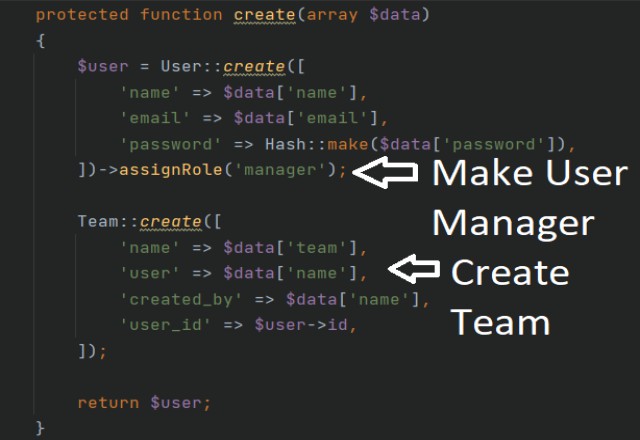 protected function create(array $data)
{
$user = User::create([
'name' => $data['name'],
'email' => $data['email'],
'password' => Hash::make($data['password']),
])->assignRole('manager');
Make User
Manager
Team::create([
'name' => $data['team'],
'user' => $data['name'],
'created_by' => $data['name'],
'user_id' => $user->id,
]);
Create
Team
return $user;
}